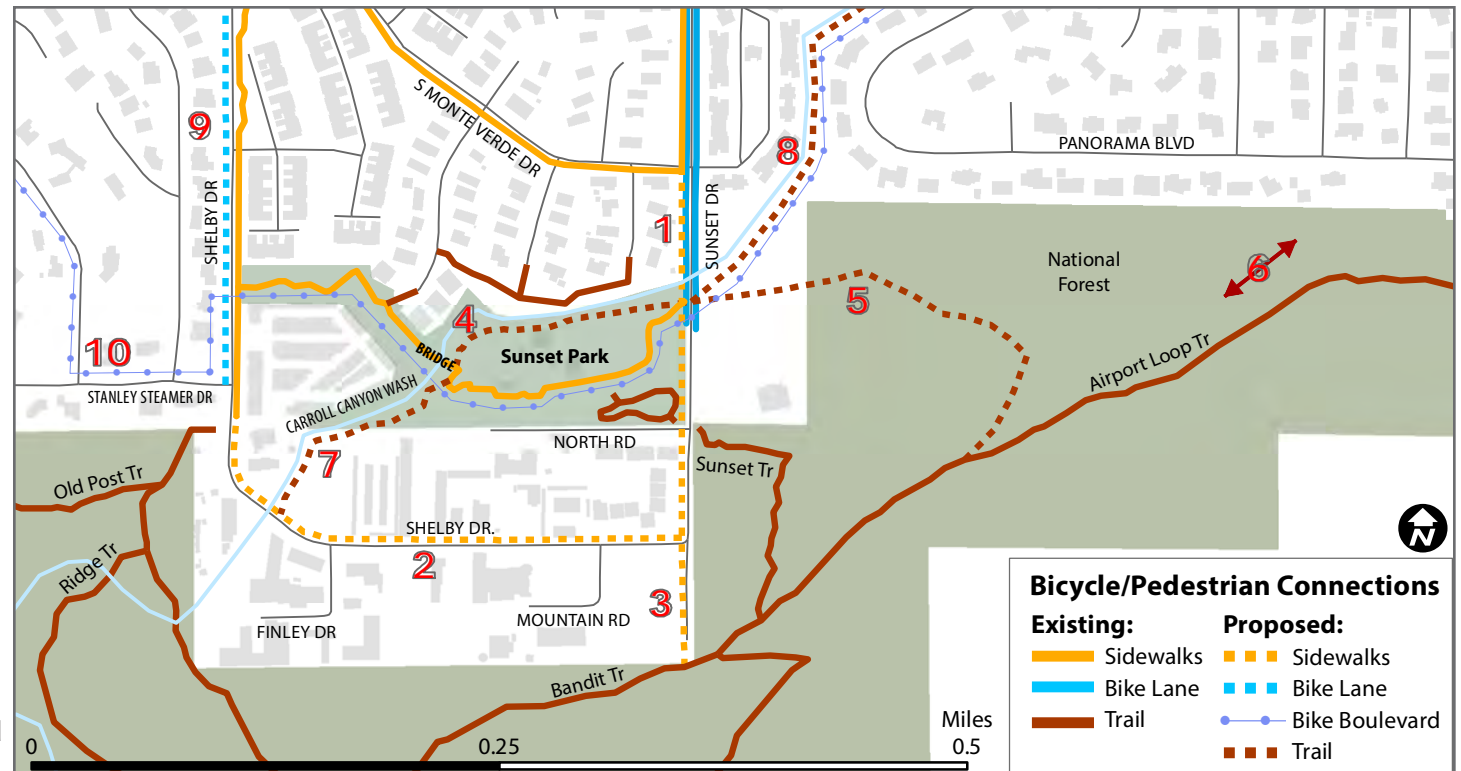 S MONTE VERDE DR
9
8
PANORAMA BLVD
SHELBY DR
1
SUNSET DR
National
Forest
6
5
4
Sunset Park
BRIDGE
10
STANLEY STEAMER DR
CARROLL CANYON WASH
Airport Loop Tr
NORTH RD
7
Sunset Tr
Old Post Tr
SHELBY DR.
2
Ridge Tr
3
MOUNTAIN RD
FINLEY DR
Bandit Tr
N
Bicycle/Pedestrian Connections
Existing: Proposed:
Sidewalks Sidewalks
Bike Lane Bike Lane
Trail Bike Boulevard
Trail
Miles
0 0.25 0.5